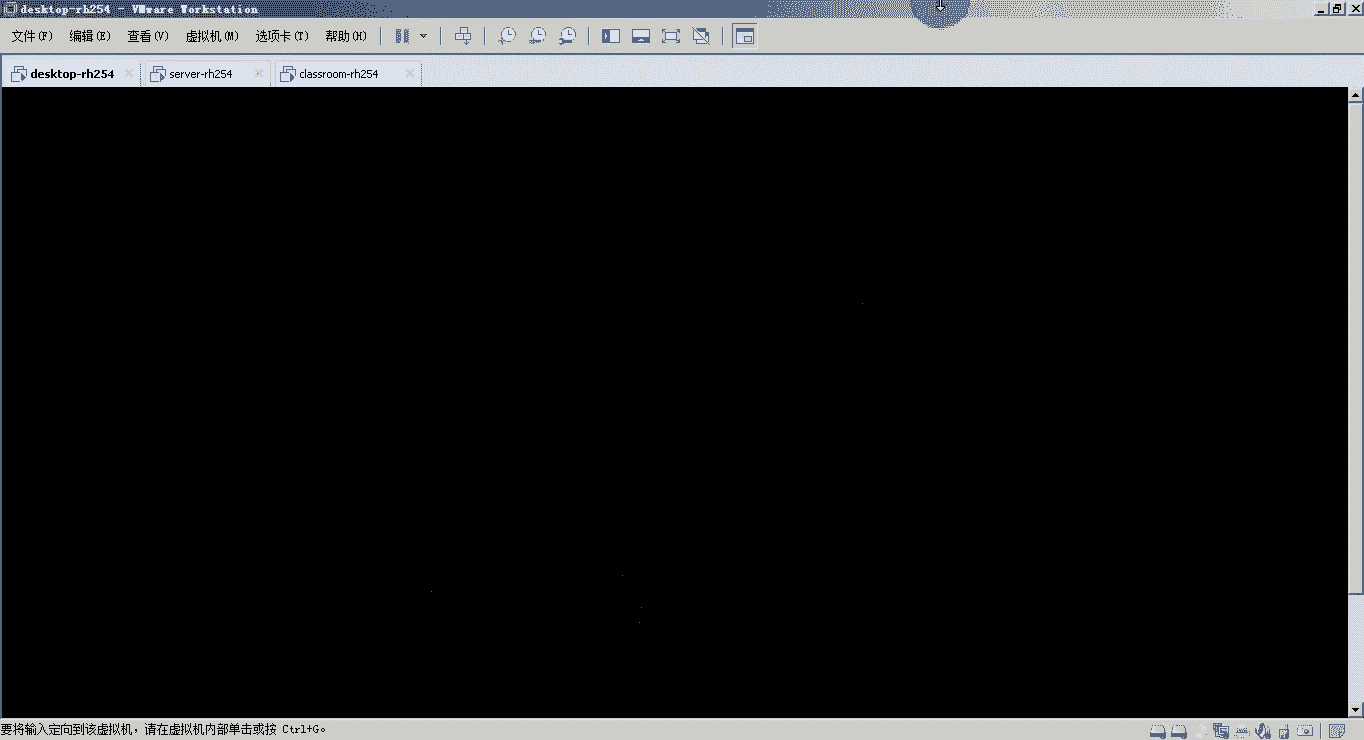 desktop-rh254 - VMware Workstation
文件(F) 编辑(E) 查看(V) 虚拟机(M) 选项卡(T) 帮助(H)
desktop-rh254 server-rh254 classroom-rh254
要将输入定向到该虚拟机，请在虚拟机内部单击或按 Ctrl+G。